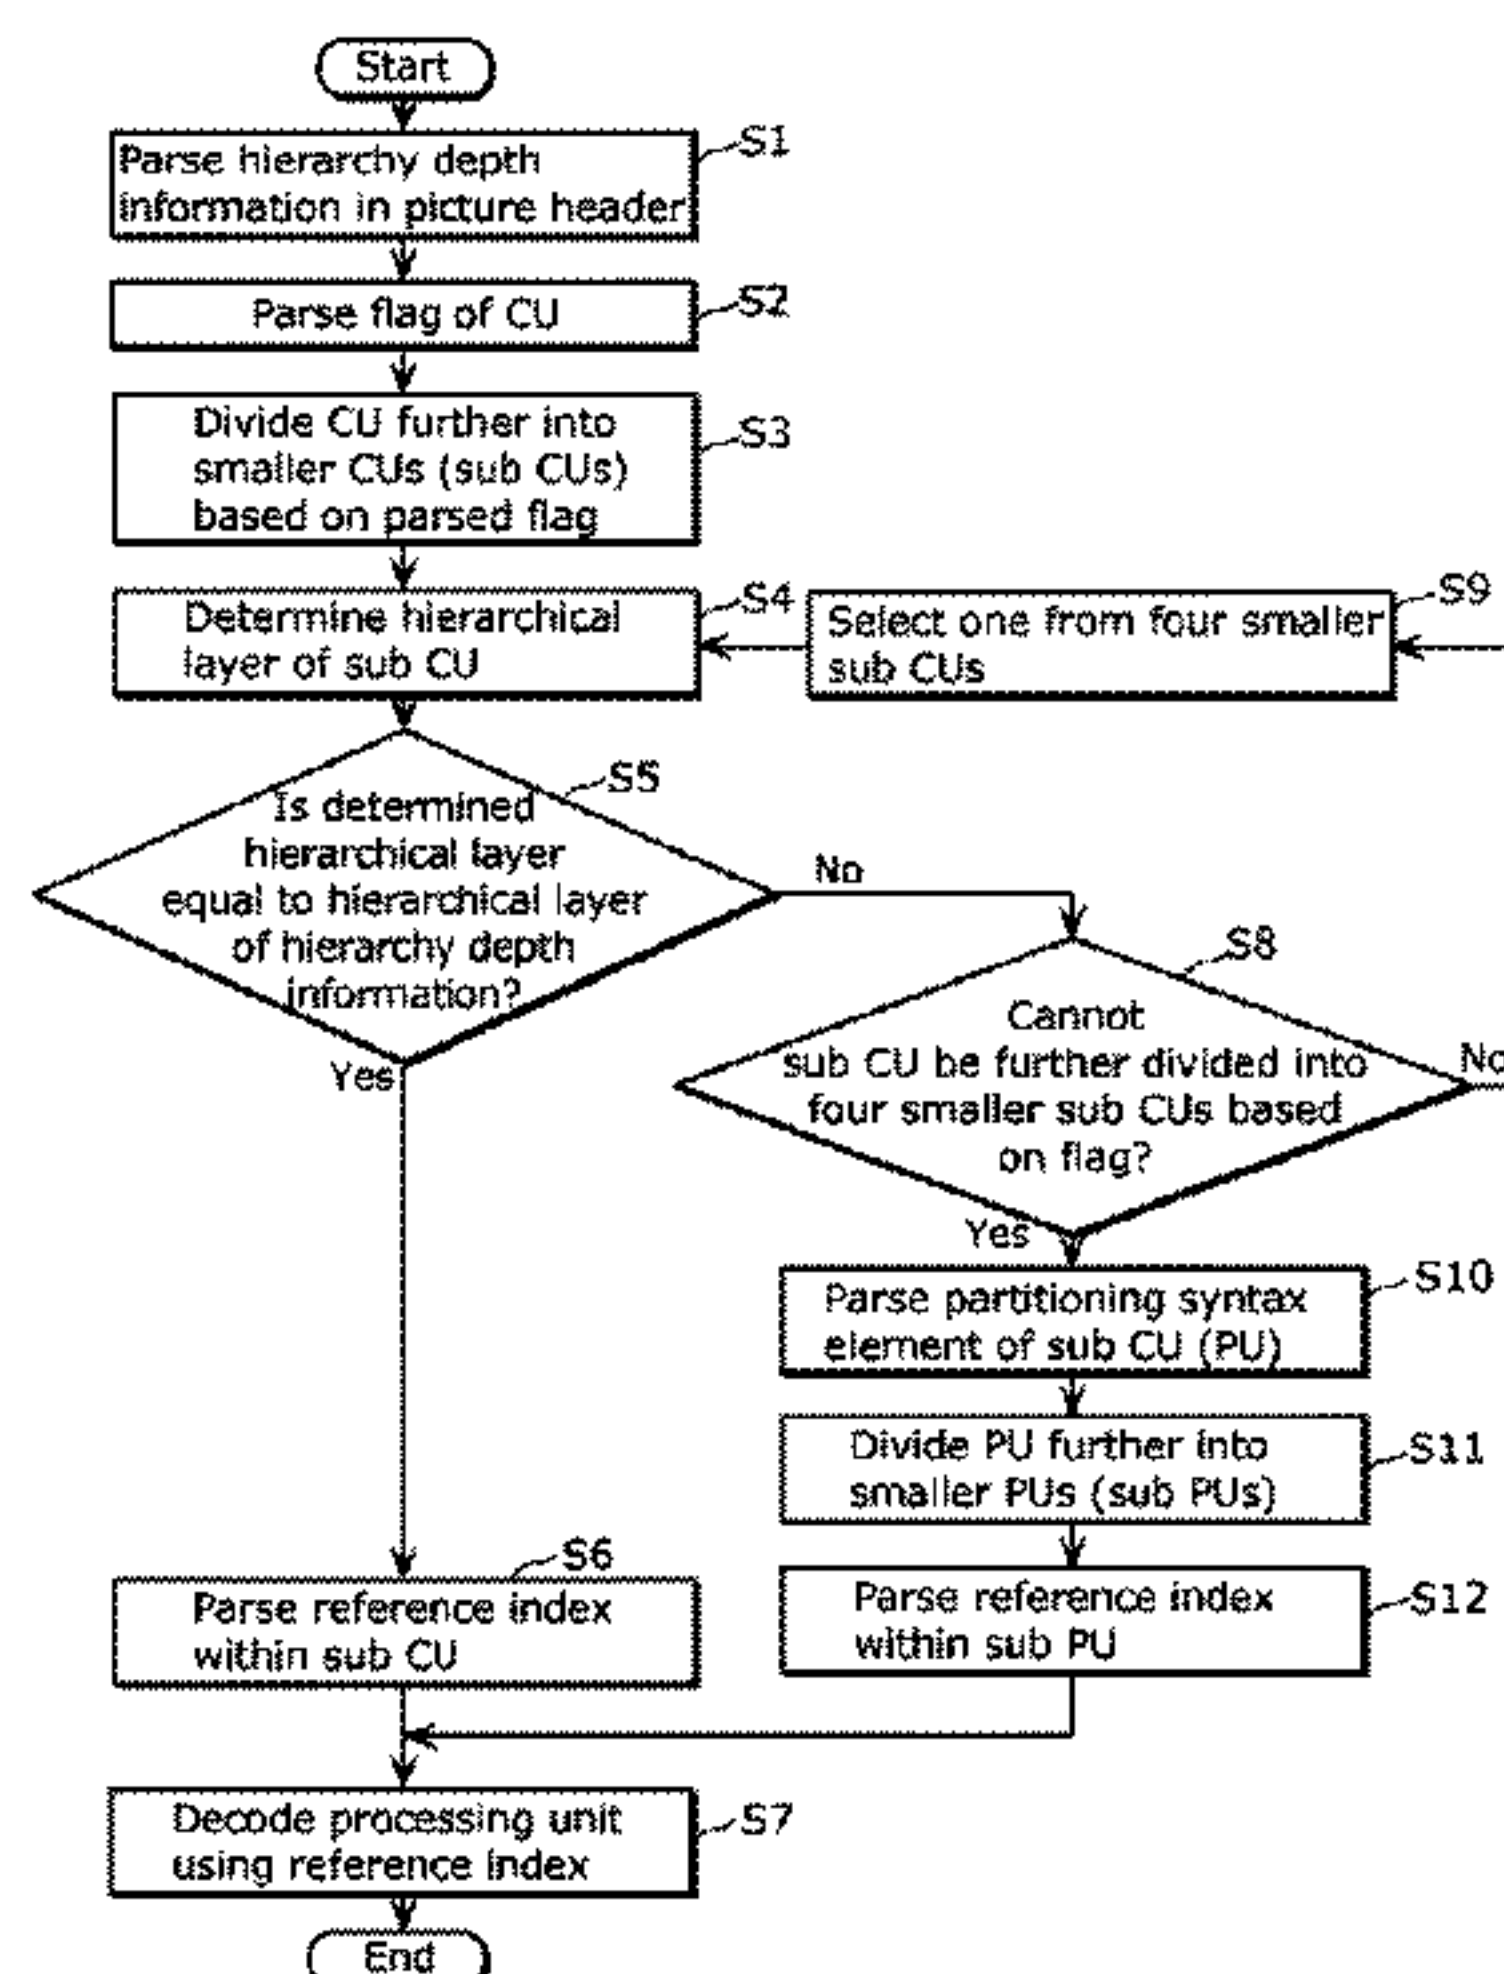 Start
S1
Parse hierarchy depth
information in picture header
S2
Parse flag of CU
S3
Divide CU further into
smaller CUs (sub CUs)
based on parsed flag
S4
Determine hierarchical
layer of sub CU
S9
Select one from four smaller
sub CUs
S5
Is determined
hierarchical layer
equal to hierarchical layer
of hierarchy depth
information?
No
Yes
S8
Cannot
sub CU be further divided into
four smaller sub CUs based
on flag?
No
Yes
S10
Parse partitioning syntax
element of sub CU (PU)
S11
Divide PU further into
smaller PUs (sub PUs)
S6
Parse reference index
within sub CU
S12
Parse reference index
within sub PU
S7
Decode processing unit
using reference index
End